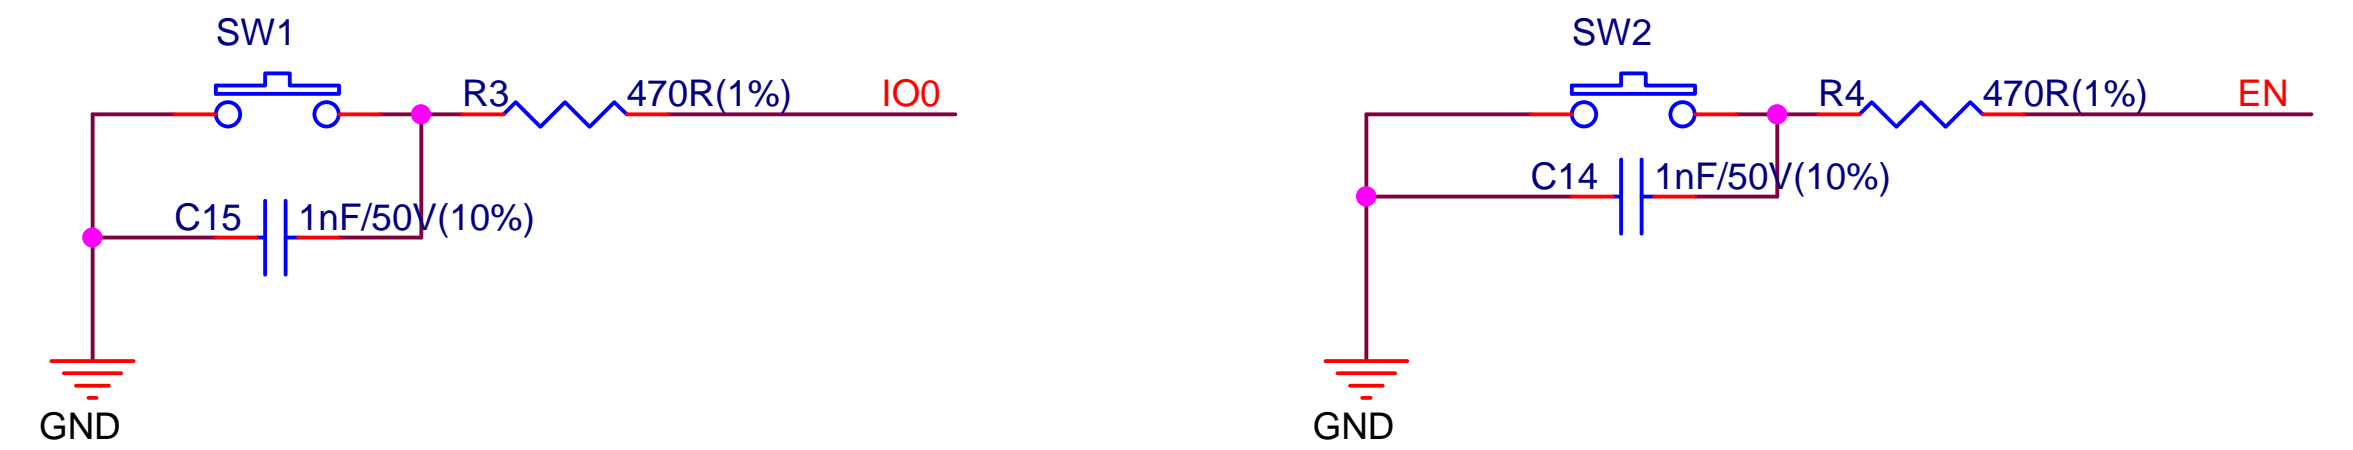 SW1
R3
470R(1%)
IO0
C15
1nF/50V(10%)
GND
SW2
R4
470R(1%)
EN
C14
1nF/50V(10%)
GND